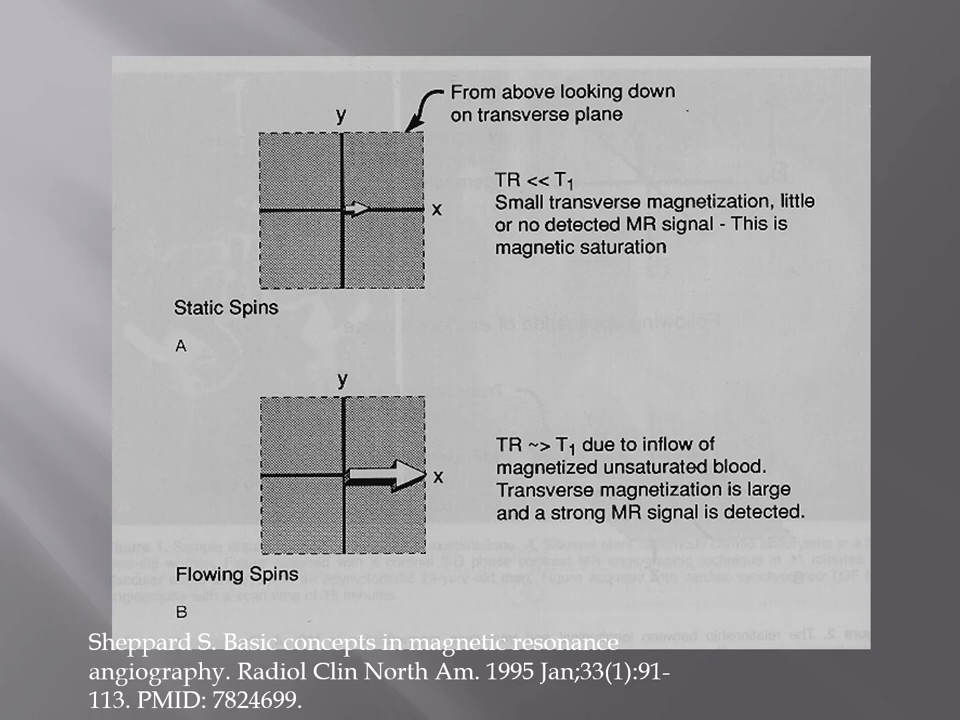 From above looking down
on transverse plane
y
x
TR << T1
Small transverse magnetization, little
or no detected MR signal - This is
magnetic saturation
Static Spins
A
y
x
TR ~> T1 due to inflow of
magnetized unsaturated blood.
Transverse magnetization is large
and a strong MR signal is detected.
Flowing Spins
B
Sheppard S. Basic concepts in magnetic resonance
angiography. Radiol Clin North Am. 1995 Jan;33(1):91-
113. PMID: 7824699.